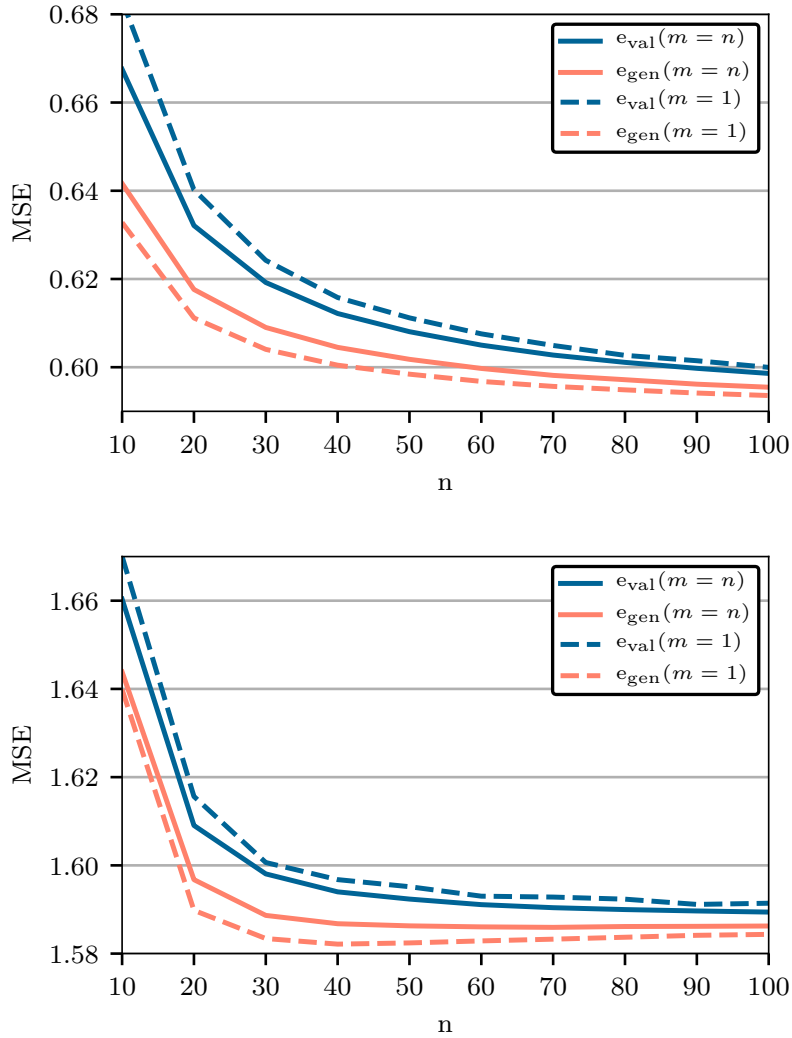 0.68
0.66
0.64
0.62
0.60
MSE
10 20 30 40 50 60 70 80 90 100
n
e_val(m = n)
e_gen(m = n)
e_val(m = 1)
e_gen(m = 1)
1.66
1.64
1.62
1.60
1.58
MSE
10 20 30 40 50 60 70 80 90 100
n
e_val(m = n)
e_gen(m = n)
e_val(m = 1)
e_gen(m = 1)